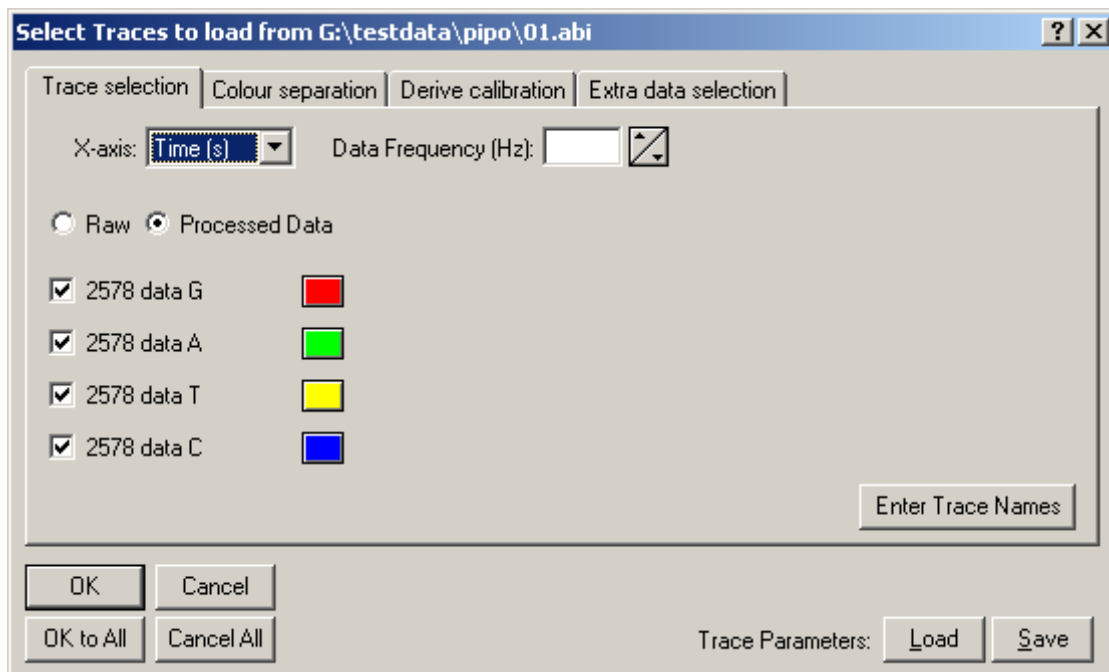 Select Traces to load from G:\testdata\pipo\01.abi
Trace selection Colour separation Derive calibration Extra data selection
X-axis: Time (s) Data Frequency (Hz):
Raw Processed Data
2578 data G
2578 data A
2578 data T
2578 data C
Enter Trace Names
OK Cancel
OK to All Cancel All Trace Parameters: Load Save